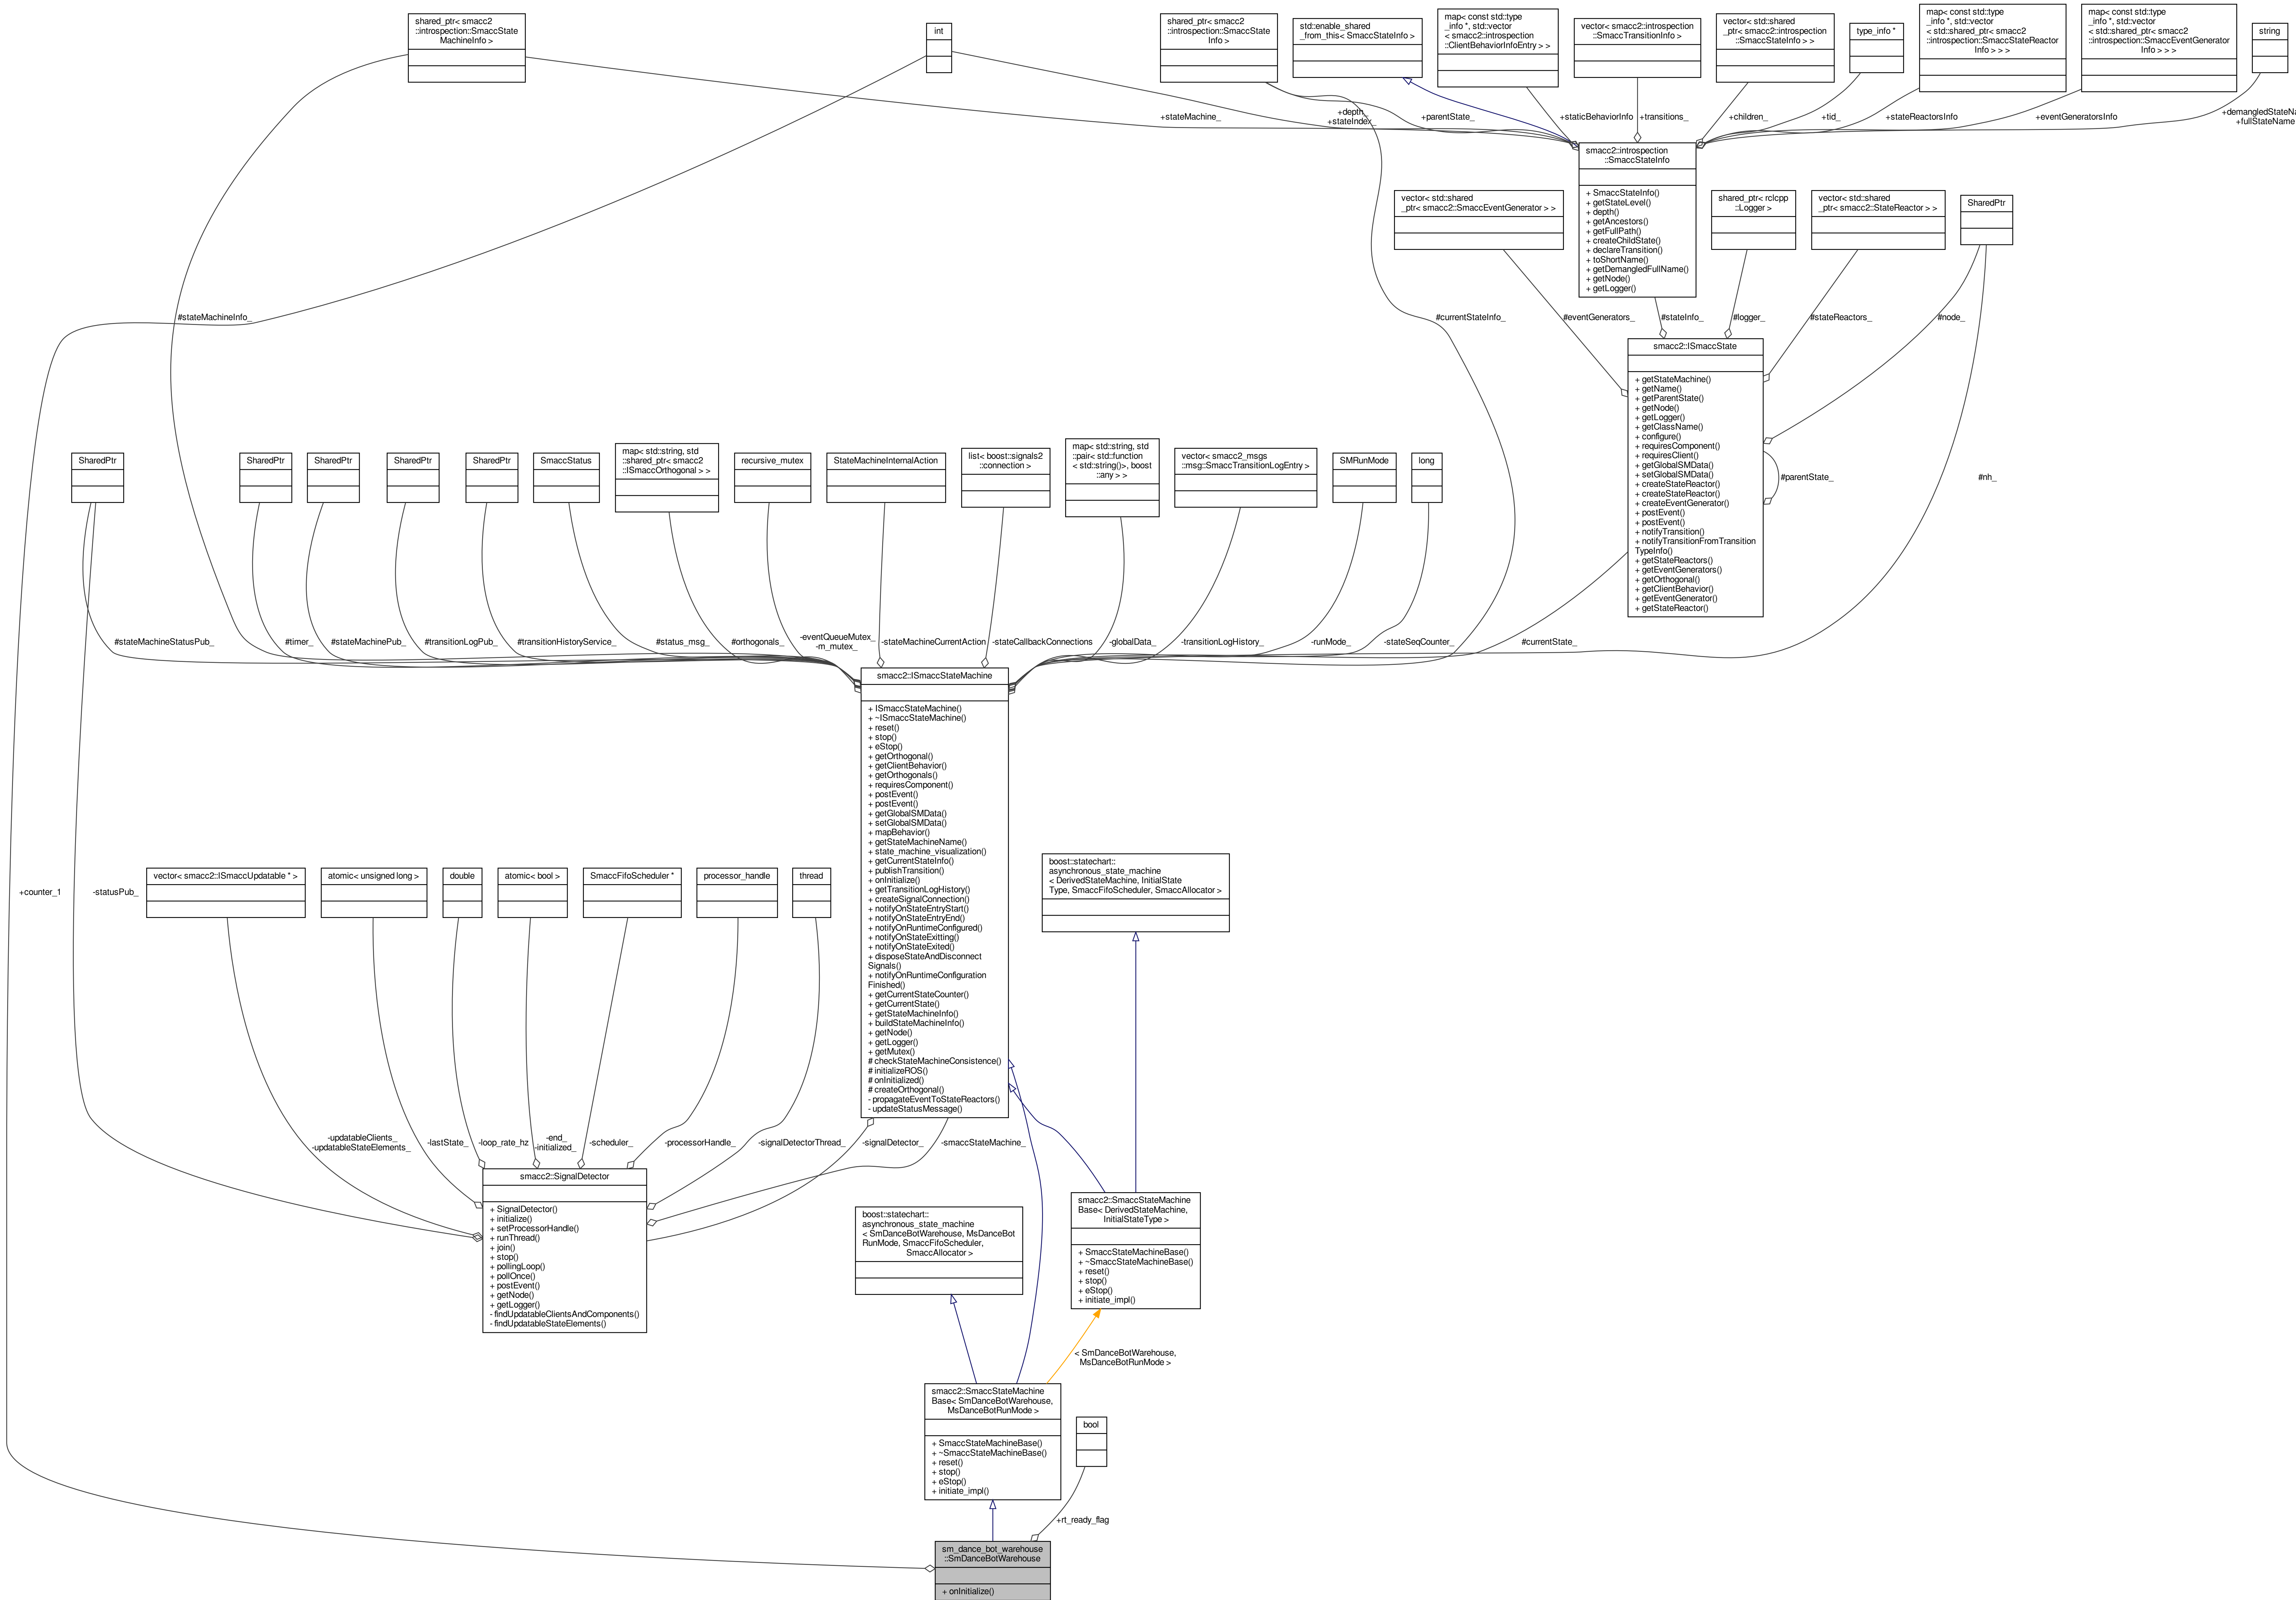 shared_ptr< smacc2
::introspection::SmaccState
MachineInfo >
int
shared_ptr< smacc2
::introspection::SmaccState
Info >
std::enable_shared
_from_this< SmaccStateInfo >
map< const std::type
_info *, std::vector
< smacc2::introspection
::ClientBehaviorInfoEntry > >
vector< smacc2::introspection
::SmaccTransitionInfo >
vector< std::shared
_ptr< smacc2::introspection
::SmaccStateInfo > >
type_info *
map< const std::type
_info *, std::vector
< std::shared_ptr< smacc2
::introspection::SmaccStateReactor
Info > > >
map< const std::type
_info *, std::vector
< std::shared_ptr< smacc2
::introspection::SmaccEventGenerator
Info > > >
string
+stateMachine_
+depth_
+stateIndex_
+parentState_
+staticBehaviorInfo
+transitions_
+children_
+tid_
+stateReactorsInfo
+eventGeneratorsInfo
+demangledStateNa
+fullStateName
smacc2::introspection
::SmaccStateInfo
+ SmaccStateInfo()
+ getStateLevel()
+ depth()
+ getAncestors()
+ getFullPath()
+ createChildState()
+ declareTransition()
+ toShortName()
+ getDemangledFullName()
+ getNode()
+ getLogger()
vector< std::shared
_ptr< smacc2::SmaccEventGenerator > >
shared_ptr< rclcpp
::Logger >
vector< std::shared
_ptr< smacc2::StateReactor > >
SharedPtr
#stateMachineInfo_
#currentStateInfo_
#eventGenerators_
#stateInfo_
#logger_
#stateReactors_
#node_
smacc2::ISmaccState
+ getStateMachine()
+ getName()
+ getParentState()
+ getNode()
+ getLogger()
+ getClassName()
+ configure()
+ requiresComponent()
+ requiresClient()
+ getGlobalSMData()
+ setGlobalSMData()
+ createStateReactor()
+ createStateReactor()
+ createEventGenerator()
+ postEvent()
+ postEvent()
+ notifyTransition()
+ notifyTransitionFromTransition
TypeInfo()
+ getStateReactors()
+ getEventGenerators()
+ getOrthogonal()
+ getClientBehavior()
+ getEventGenerator()
+ getStateReactor()
#parentState_
#nh_
SharedPtr
SharedPtr
SharedPtr
SharedPtr
SharedPtr
SmaccStatus
map< std::string, std
::shared_ptr< smacc2
::ISmaccOrthogonal > >
recursive_mutex
StateMachineInternalAction
list< boost::signals2
::connection >
map< std::string, std
::pair< std::function
< std::string()>, boost
::any > >
vector< smacc2_msgs
::msg::SmaccTransitionLogEntry >
SMRunMode
long
#stateMachineStatusPub_
#timer_
#stateMachinePub_
#transitionLogPub_
#transitionHistoryService_
#status_msg_
#orthogonals_
-eventQueueMutex_
-m_mutex_
-stateMachineCurrentAction
-stateCallbackConnections
-globalData_
-transitionLogHistory_
-runMode_
-stateSeqCounter_
#currentState_
smacc2::ISmaccStateMachine
+ ISmaccStateMachine()
+ ~ISmaccStateMachine()
+ reset()
+ stop()
+ eStop()
+ getOrthogonal()
+ getClientBehavior()
+ getOrthogonals()
+ requiresComponent()
+ postEvent()
+ postEvent()
+ getGlobalSMData()
+ setGlobalSMData()
+ mapBehavior()
+ getStateMachineName()
+ state_machine_visualization()
+ getCurrentStateInfo()
+ publishTransition()
+ onInitialize()
+ getTransitionLogHistory()
+ createSignalConnection()
+ notifyOnStateEntryStart()
+ notifyOnStateEntryEnd()
+ notifyOnRuntimeConfigured()
+ notifyOnStateExitting()
+ notifyOnStateExited()
+ disposeStateAndDisconnect
Signals()
+ notifyOnRuntimeConfiguration
Finished()
+ getCurrentStateCounter()
+ getCurrentState()
+ getStateMachineInfo()
+ buildStateMachineInfo()
+ getNode()
+ getLogger()
+ getMutex()
# checkStateMachineConsistence()
# initializeROS()
# onInitialized()
# createOrthogonal()
- propagateEventToStateReactors()
- updateStatusMessage()
+counter_1
-statusPub_
vector< smacc2::ISmaccUpdatable * >
atomic< unsigned long >
double
atomic< bool >
SmaccFifoScheduler *
processor_handle
thread
boost::statechart::
asynchronous_state_machine
< DerivedStateMachine, InitialState
Type, SmaccFifoScheduler, SmaccAllocator >
-updatableClients_
-updatableStateElements_
-lastState_
-loop_rate_hz
-end_
-initialized_
-scheduler_
-processorHandle_
-signalDetectorThread_
-signalDetector_
-smaccStateMachine_
smacc2::SignalDetector
+ SignalDetector()
+ initialize()
+ setProcessorHandle()
+ runThread()
+ join()
+ stop()
+ pollingLoop()
+ pollOnce()
+ postEvent()
+ getNode()
+ getLogger()
- findUpdatableClientsAndComponents()
- findUpdatableStateElements()
boost::statechart::
asynchronous_state_machine
< SmDanceBotWarehouse, MsDanceBot
RunMode, SmaccFifoScheduler,
SmaccAllocator >
smacc2::SmaccStateMachine
Base< DerivedStateMachine,
InitialStateType >
+ SmaccStateMachineBase()
+ ~SmaccStateMachineBase()
+ reset()
+ stop()
+ eStop()
+ initiate_impl()
< SmDanceBotWarehouse,
MsDanceBotRunMode >
smacc2::SmaccStateMachine
Base< SmDanceBotWarehouse,
MsDanceBotRunMode >
+ SmaccStateMachineBase()
+ ~SmaccStateMachineBase()
+ reset()
+ stop()
+ eStop()
+ initiate_impl()
bool
+rt_ready_flag
sm_dance_bot_warehouse
::SmDanceBotWarehouse
+ onInitialize()